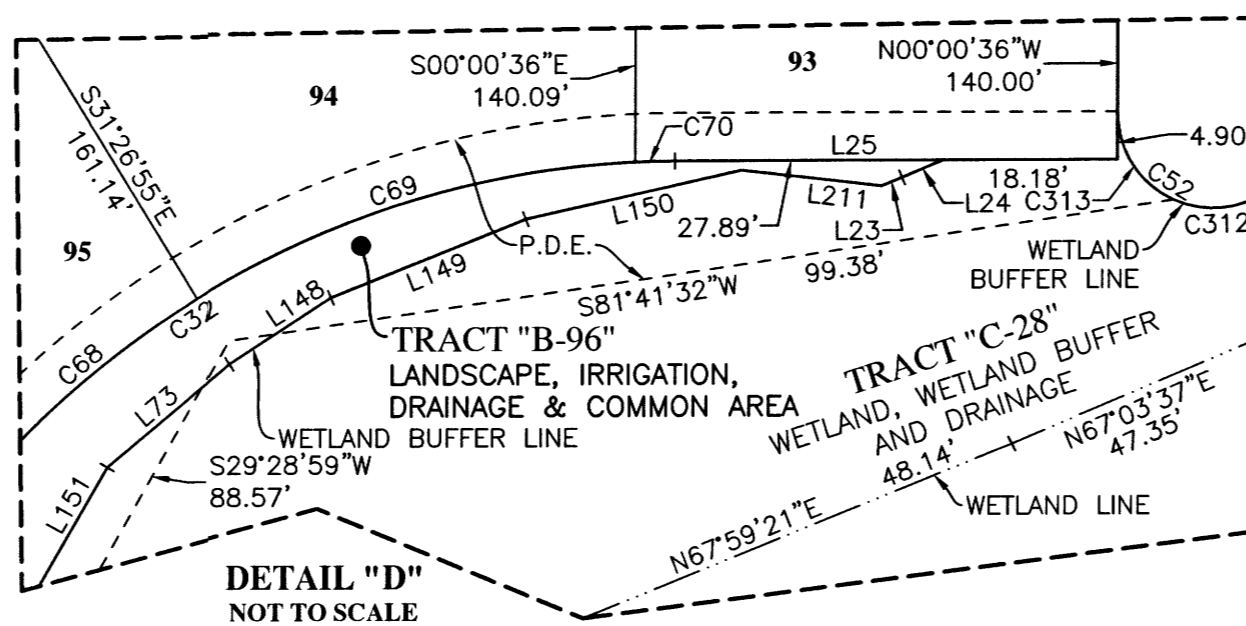 S00°00'36"E
140.09'
93
N00°00'36"W
140.00'
94
S31°26'55"E
161.14'
C70
L25
4.90
C69
C52
18.18'
L211
L24 C313
C312
L150
27.89'
L23
95
P.D.E.
WETLAND
BUFFER LINE
99.38'
S81°41'32"W
L149
L148
C32
C68
TRACT "B-96"
LANDSCAPE, IRRIGATION,
DRAINAGE & COMMON AREA
TRACT "C-28"
WETLAND, WETLAND BUFFER
AND DRAINAGE
L73
WETLAND BUFFER LINE
N67°03'37"E
47.35'
S29°28'59"W
88.57'
48.14'
L151
WETLAND LINE
N67°59'21"E
DETAIL "D"
NOT TO SCALE